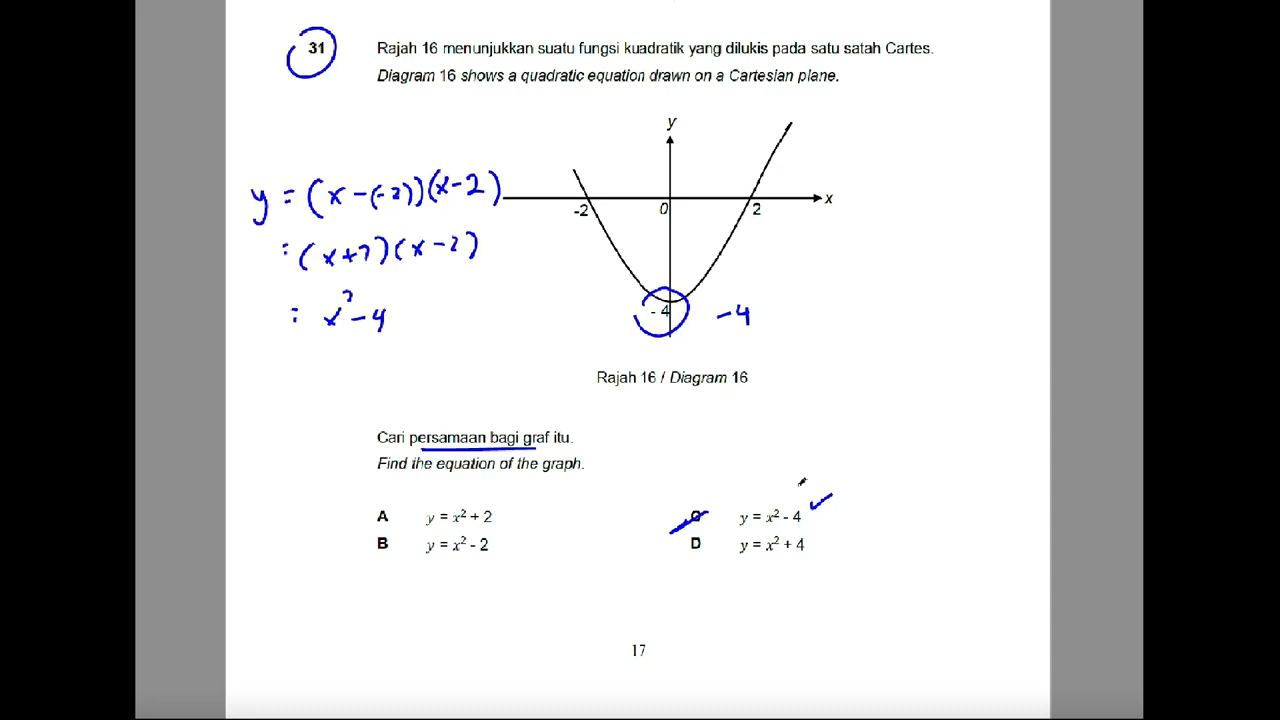 31 Rajah 16 menunjukkan suatu fungsi kuadratik yang dilukis pada satu satah Cartes.
Diagram 16 shows a quadratic equation drawn on a Cartesian plane.
y
y = (x - (-2))(x - 2)
x
-2 0 2
= (x+2)(x-2)
= x² - 4
- 4 -4
Rajah 16 / Diagram 16
Cari persamaan bagi graf itu.
Find the equation of the graph.
A y = x² + 2
C y = x² - 4
B y = x² - 2
D y = x² + 4
17